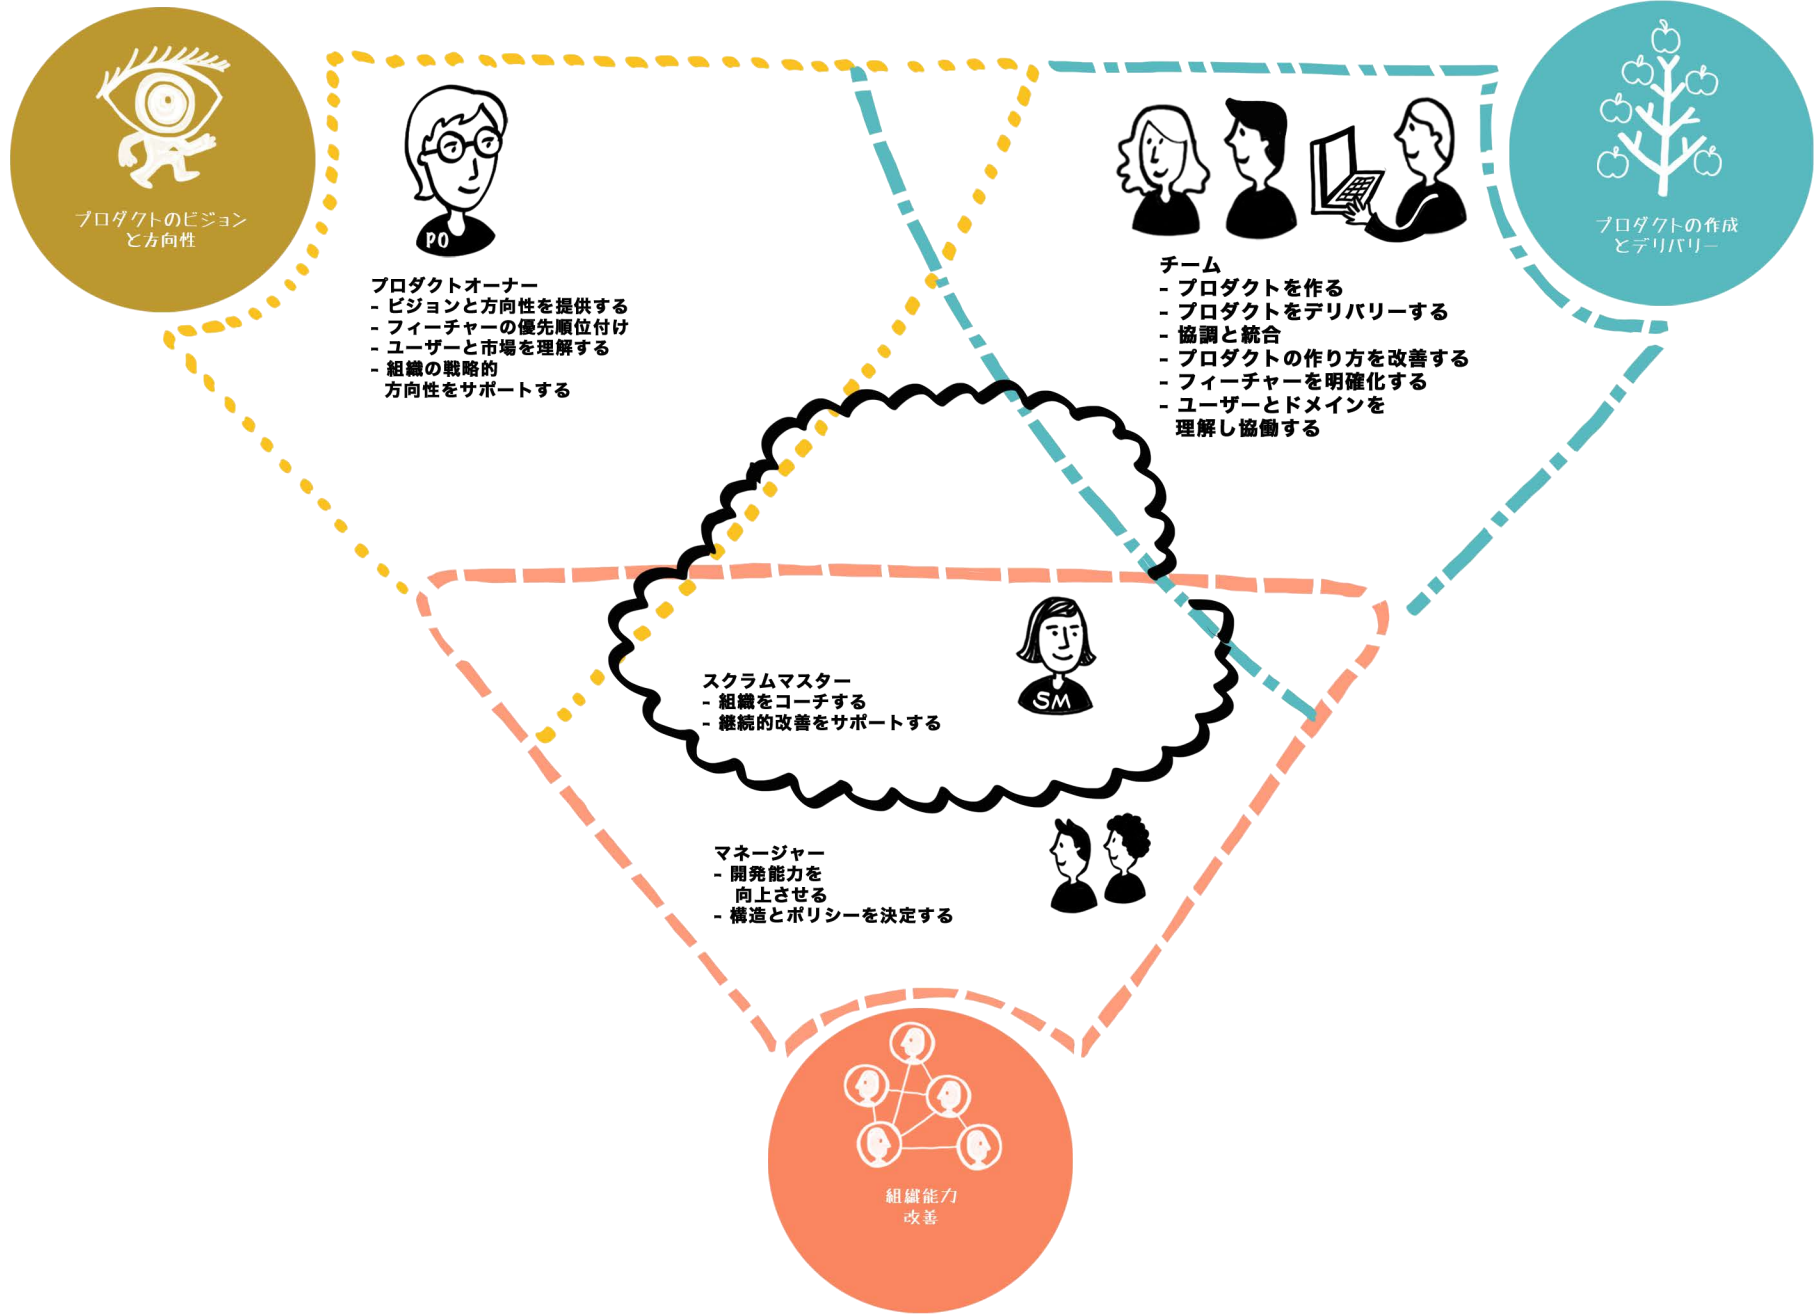 プロダクトのビジョン
と方向性
PO
プロダクトオーナー
- ビジョンと方向性を提供する
- フィーチャーの優先順位付け
- ユーザーと市場を理解する
- 組織の戦略的
方向性をサポートする
プロダクトの作成
とデリバリー
チーム
- プロダクトを作る
- プロダクトをデリバリーする
- 協調と統合
- プロダクトの作り方を改善する
- フィーチャーを明確化する
- ユーザーとドメインを
理解し協働する
スクラムマスター
- 組織をコーチする
- 継続的改善をサポートする
SM
マネージャー
- 開発能力を
向上させる
- 構造とポリシーを決定する
組織能力
改善